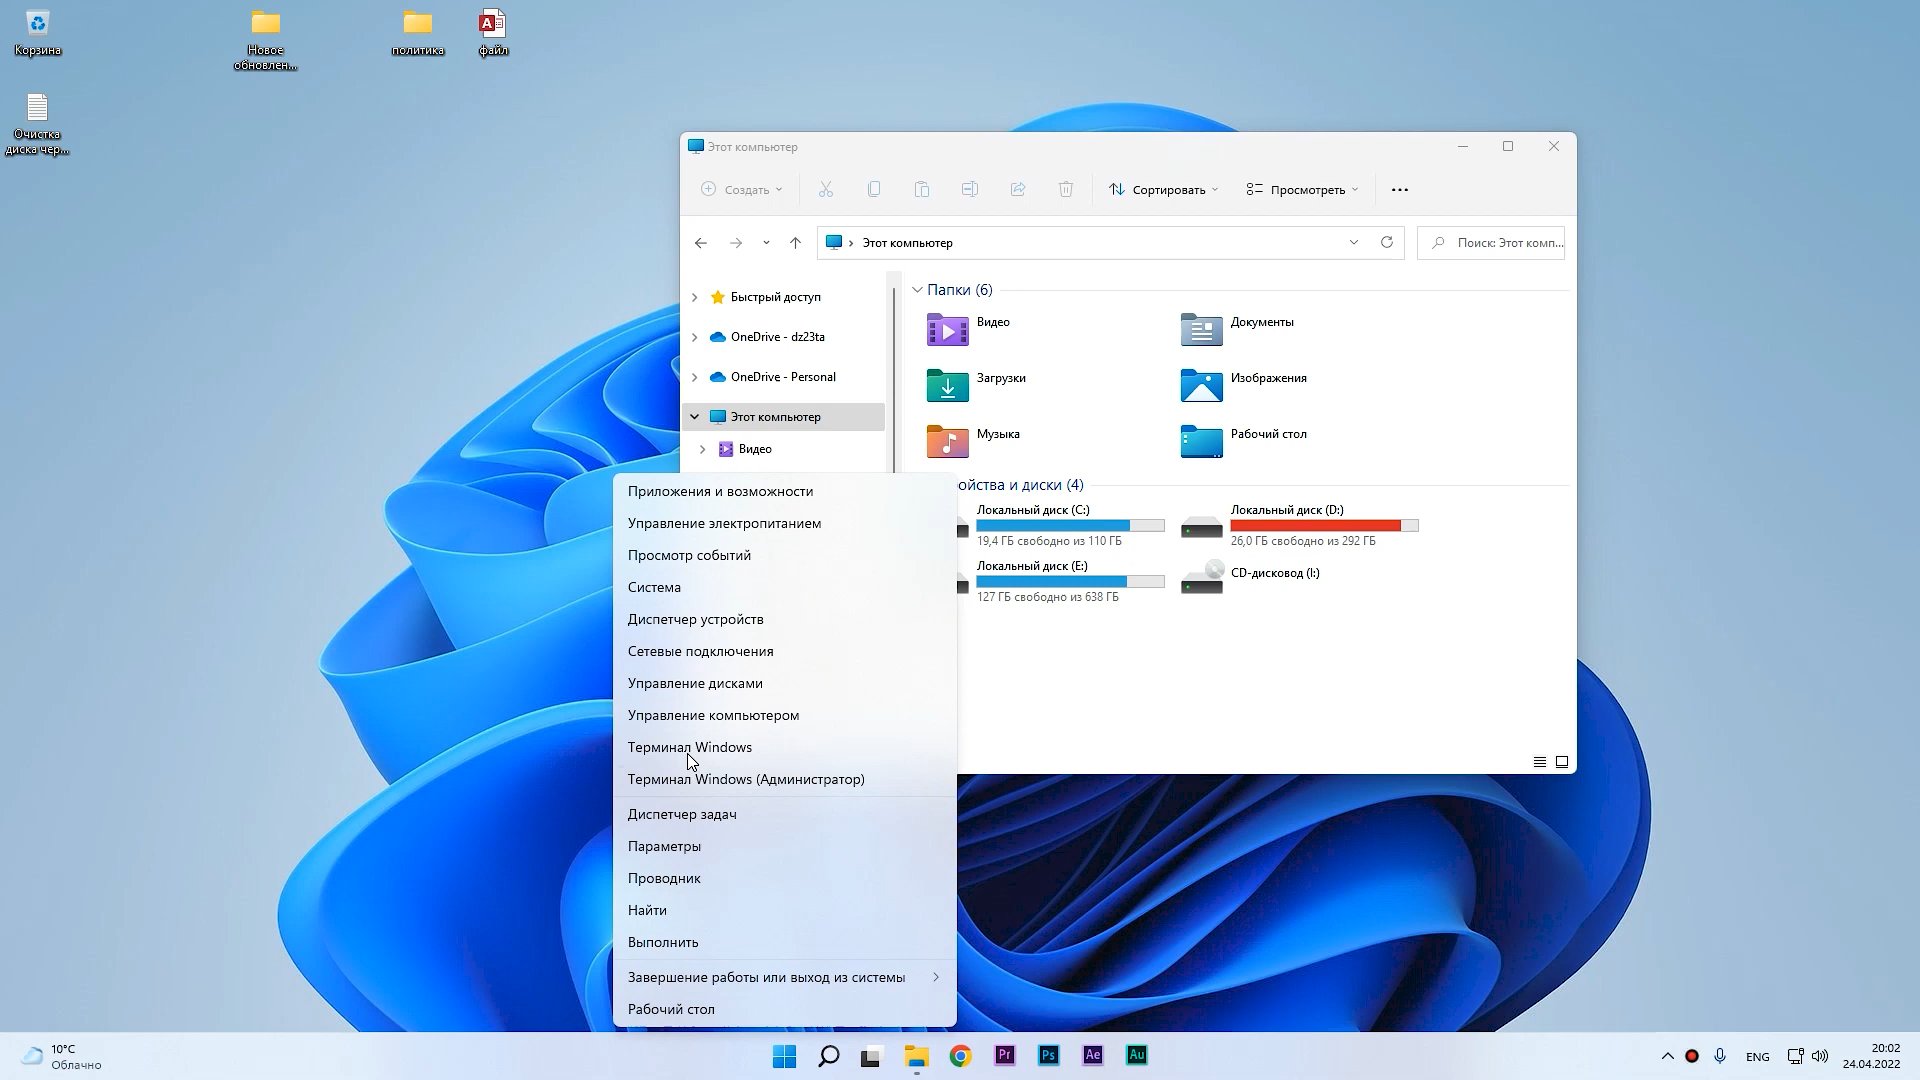 Корзина
Новое
обновлен...
политика
файл
Очистка
диска чер...
Этот компьютер
Создать
Сортировать
Просмотреть
Этот компьютер
Поиск: Этот комп...
Быстрый доступ
OneDrive - dz23ta
OneDrive - Personal
Этот компьютер
Видео
Папки (6)
Видео
Документы
Загрузки
Изображения
Музыка
Рабочий стол
ойства и диски (4)
Локальный диск (C:)
19,4 ГБ свободно из 110 ГБ
Локальный диск (D:)
26,0 ГБ свободно из 292 ГБ
Локальный диск (E:)
127 ГБ свободно из 638 ГБ
CD-дисковод (I:)
Приложения и возможности
Управление электропитанием
Просмотр событий
Система
Диспетчер устройств
Сетевые подключения
Управление дисками
Управление компьютером
Терминал Windows
Терминал Windows (Администратор)
Диспетчер задач
Параметры
Проводник
Найти
Выполнить
Завершение работы или выход из системы
Рабочий стол
10°C
Облачно
Pr
Ps
Ae
Au
ENG
20:02
24.04.2022